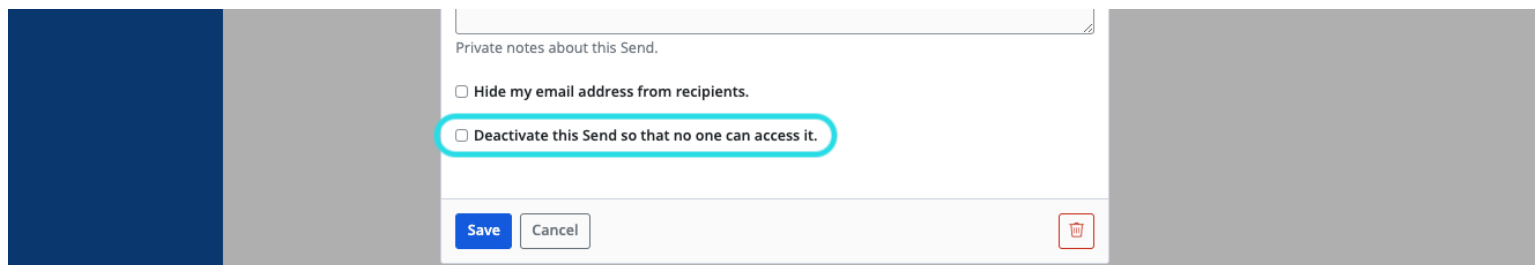 Private notes about this Send.
Hide my email address from recipients.
Deactivate this Send so that no one can access it.
Save Cancel